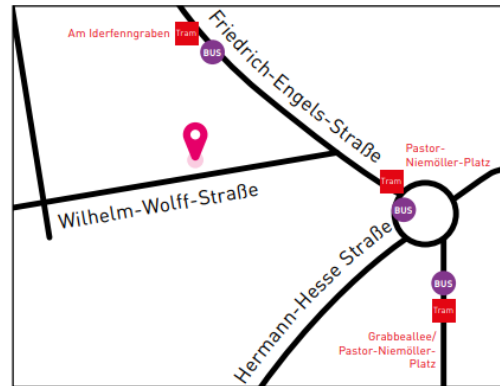 Am Iderfenngraben
Tram
BUS
Friedrich-Engels-Straße
Pastor-
Niemöller-Platz
Tram
BUS
Wilhelm-Wolff-Straße
Hermann-Hesse Straße
BUS
Tram
Grabbeallee/
Pastor-Niemöller-
Platz